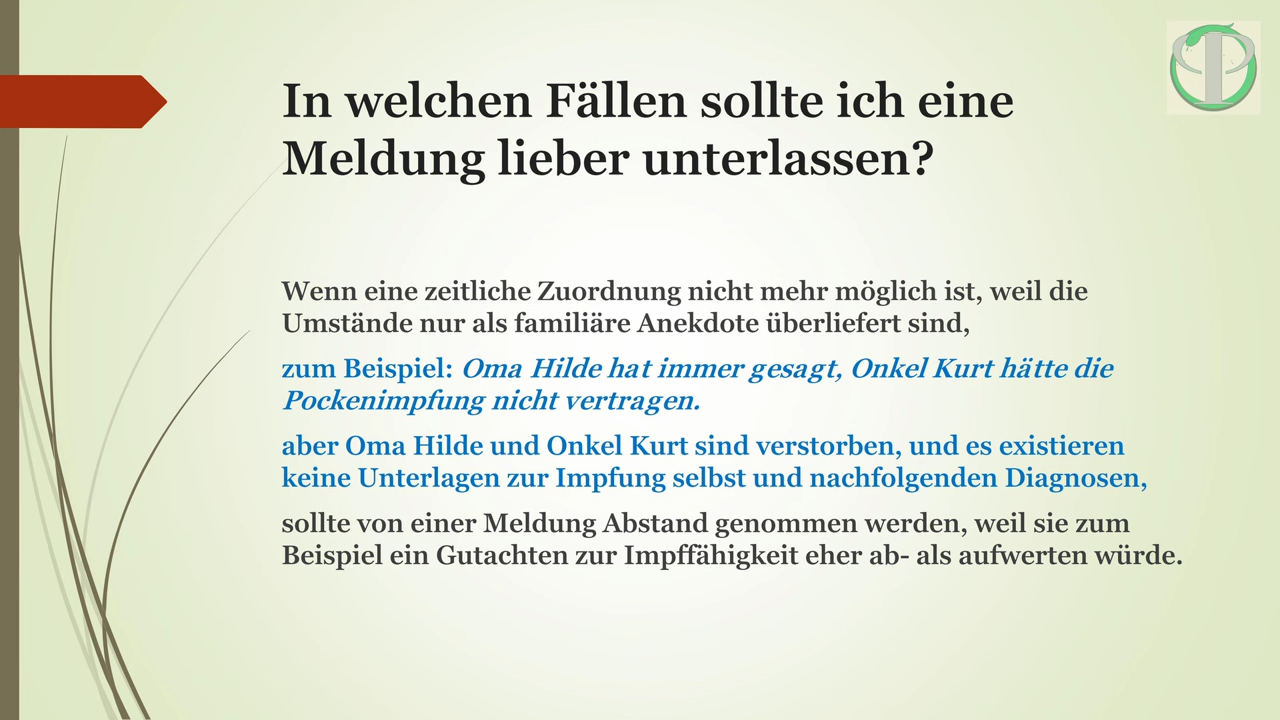 In welchen Fällen sollte ich eine
Meldung lieber unterlassen?
Wenn eine zeitliche Zuordnung nicht mehr möglich ist, weil die
Umstände nur als familiäre Anekdote überliefert sind,
zum Beispiel: Oma Hilde hat immer gesagt, Onkel Kurt hätte die
Pockenimpfung nicht vertragen.
aber Oma Hilde und Onkel Kurt sind verstorben, und es existieren
keine Unterlagen zur Impfung selbst und nachfolgenden Diagnosen,
sollte von einer Meldung Abstand genommen werden, weil sie zum
Beispiel ein Gutachten zur Impffähigkeit eher ab- als aufwerten würde.